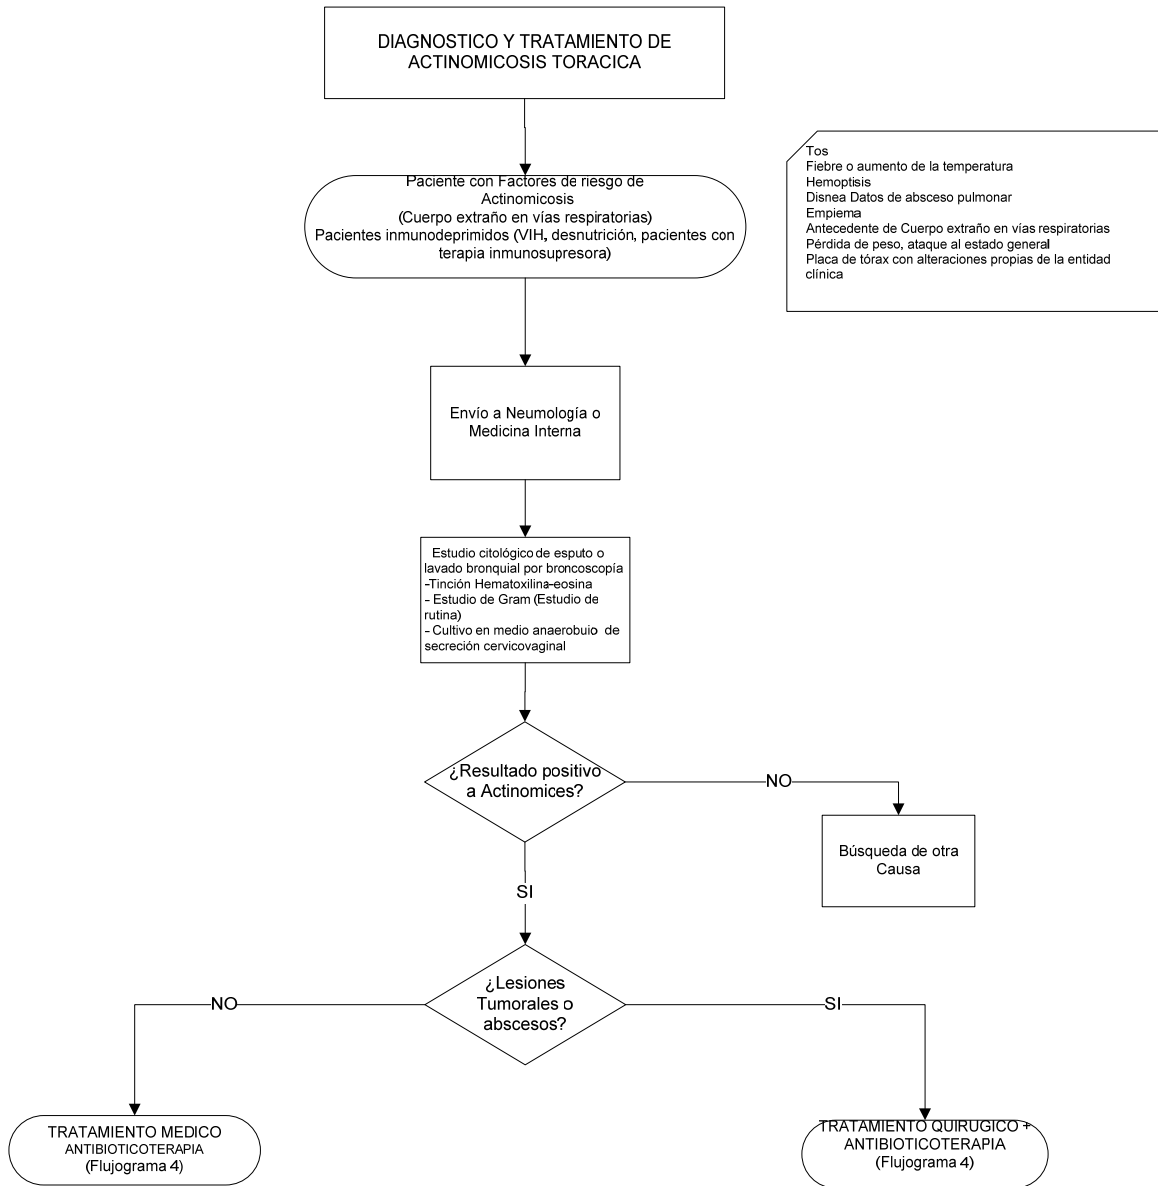 DIAGNOSTICO Y TRATAMIENTO DE
ACTINOMICOSIS TORACICA
Tos
Fiebre o aumento de la temperatura
Hemoptisis
Disnea Datos de absceso pulmonar
Empiema
Antecedente de Cuerpo extraño en vías respiratorias
Pérdida de peso, ataque al estado general
Placa de tórax con alteraciones propias de la entidad
clínica
Paciente con Factores de riesgo de
Actinomicosis
(Cuerpo extraño en vías respiratorias)
Pacientes inmunodeprimidos (VIH, desnutrición, pacientes con
terapia inmunosupresora)
Envío a Neumología o
Medicina Interna
Estudio citológico de esputo o
lavado bronquial por broncoscopía
-Tinción Hematoxilina-eosina
- Estudio de Gram (Estudio de
rutina)
- Cultivo en medio anaerobuio de
secreción cervicovaginal
¿Resultado positivo
a Actinomices?
NO
Búsqueda de otra
Causa
SI
¿Lesiones
Tumorales o
abscesos?
NO
SI
TRATAMIENTO MEDICO
ANTIBIOTICOTERAPIA
(Flujograma 4)
TRATAMIENTO QUIRUGICO +
ANTIBIOTICOTERAPIA
(Flujograma 4)